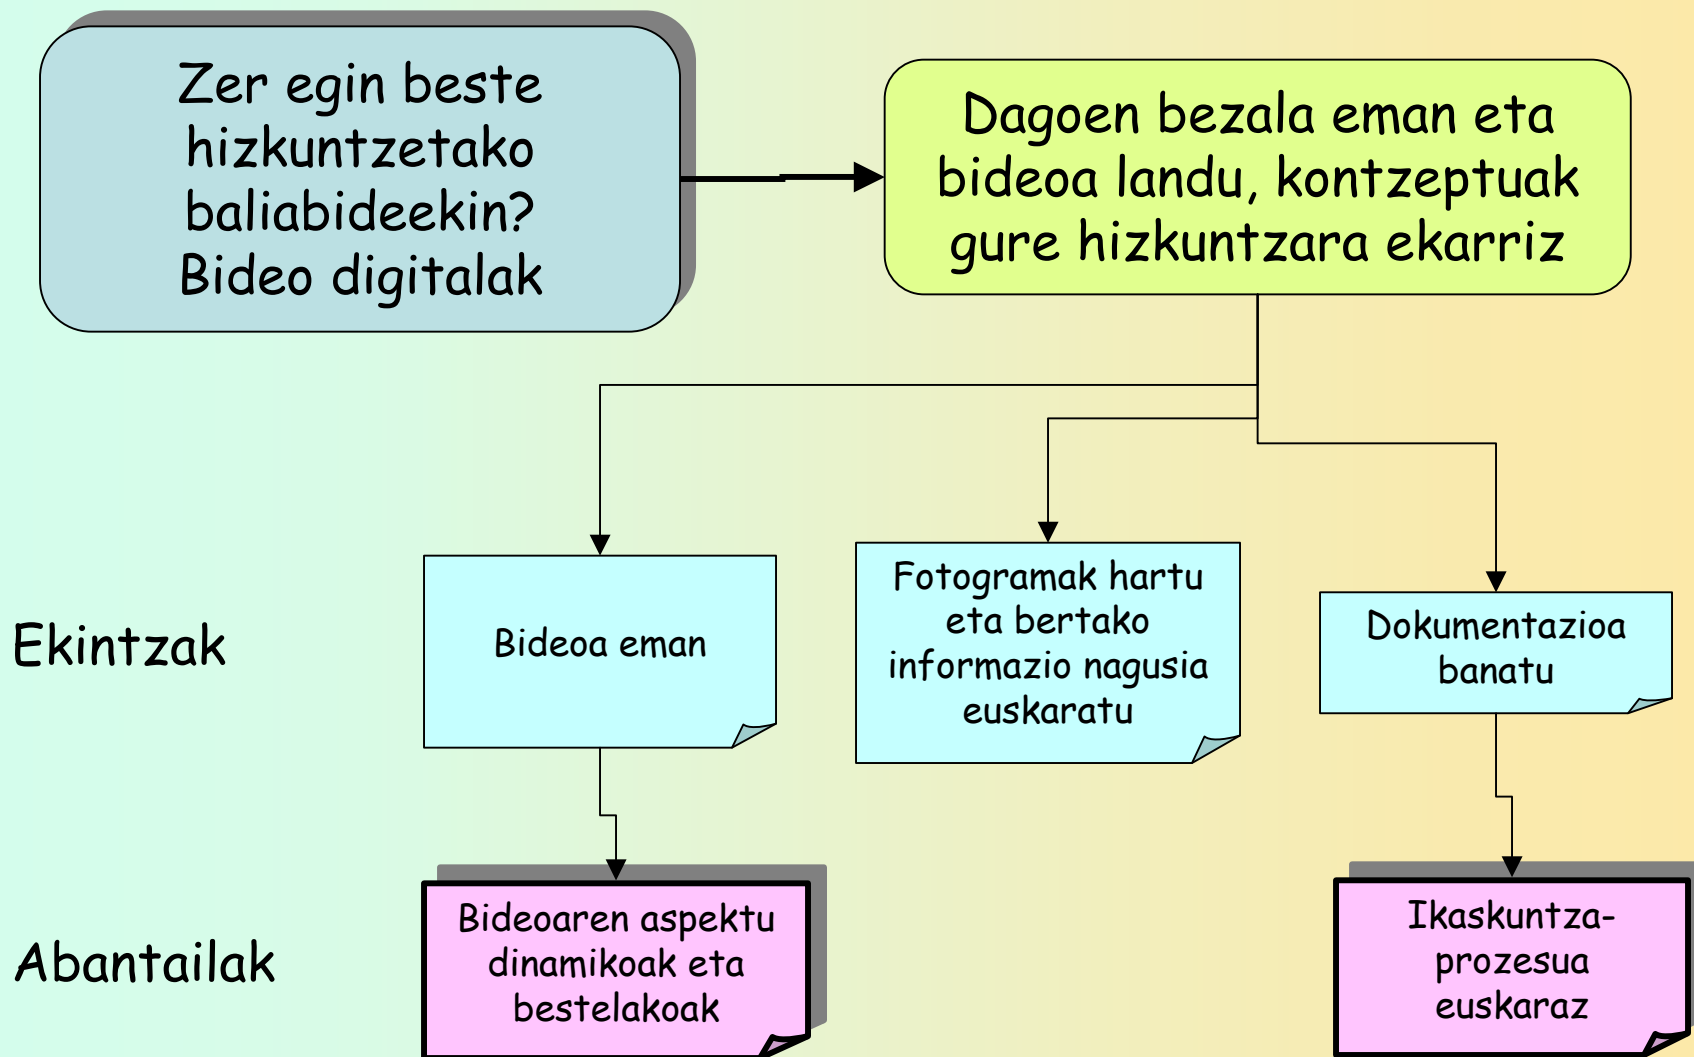 Zer egin beste
hizkuntzetako
baliabideekin?
Bideo digitalak
Dagoen bezala eman eta
bideoa landu, kontzeptuak
gure hizkuntzara ekarriz
Ekintzak
Bideoa eman
Fotogramak hartu
eta bertako
informazio nagusia
euskaratu
Dokumentazioa
banatu
Abantailak
Bideoaren aspektu
dinamikoak eta
bestelakoak
Ikaskuntza-
prozesua
euskaraz